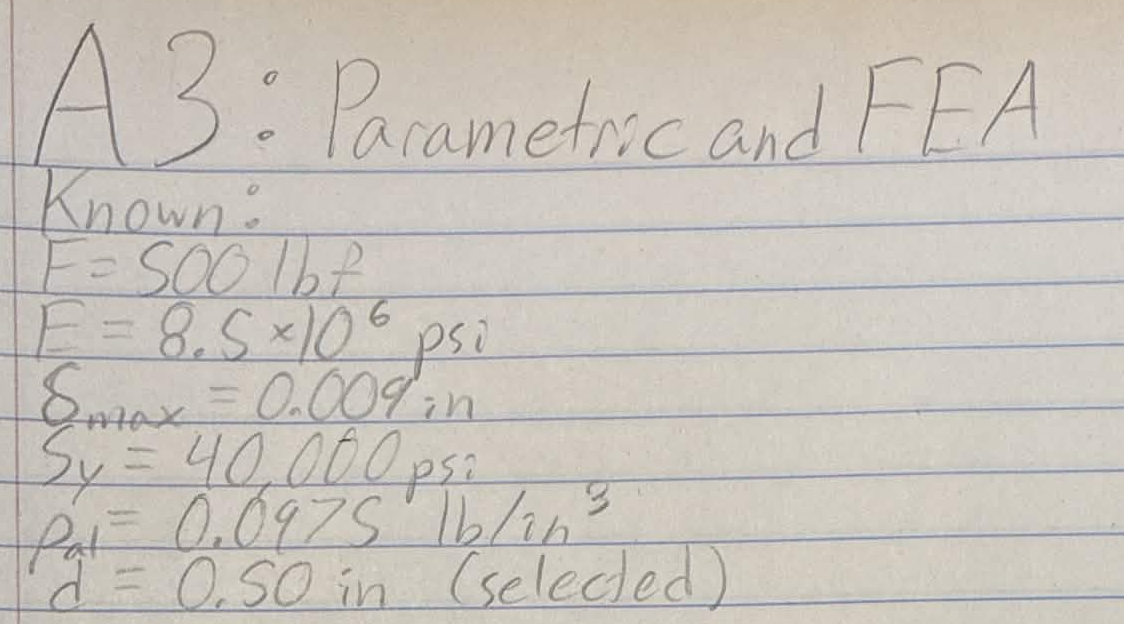 A3: Parametric and FEA
Known:
F = 500 lbf
E = 8.5 × 10⁶ psi
δmax = 0.009 in
Sy = 40,000 psi
ρal = 0.0975 lb/in³
d = 0.50 in (selected)